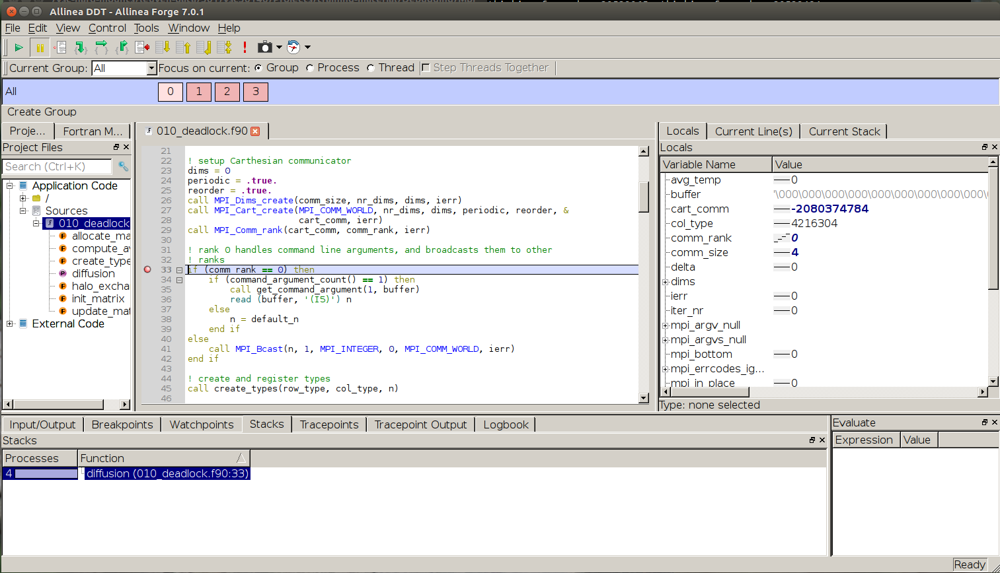 Allinea DDT - Allinea Forge 7.0.1
File Edit View Control Tools Window Help
Current Group: All Focus on current: Group Process Thread Step Threads Together
All 0 1 2 3
Create Group
Proje... Fortran M...
Project Files
Search (Ctrl+K)
Application Code
/
Sources
010_deadlock
allocate_ma
compute_av
create_type
diffusion
halo_excha
init_matrix
update_mat
External Code
010_deadlock.f90
21
22 ! setup Carthesian communicator
23 dims = 0
24 periodic = .true.
25 reorder = .true.
26 call MPI_Dims_create(comm_size, nr_dims, dims, ierr)
27 call MPI_Cart_create(MPI_COMM_WORLD, nr_dims, dims, periodic, reorder, &
28 cart_comm, ierr)
29 call MPI_Comm_rank(cart_comm, comm_rank, ierr)
30
31 ! rank 0 handles command line arguments, and broadcasts them to other
32 ! ranks
33 if (comm_rank == 0) then
34 if (command_argument_count() == 1) then
35 call get_command_argument(1, buffer)
36 read (buffer, '(I5)') n
37 else
38 n = default_n
39 end if
40 else
41 call MPI_Bcast(n, 1, MPI_INTEGER, 0, MPI_COMM_WORLD, ierr)
42 end if
43
44 ! create and register types
45 call create_types(row_type, col_type, n)
46
Locals Current Line(s) Current Stack
Locals
Variable Name Value
avg_temp 0
buffer '\000\000\000\000\000\000\000\000\000\
cart_comm -2080374784
col_type 4216304
comm_rank 0
comm_size 4
delta 0
dims
ierr 0
iter_nr 0
mpi_argv_null
mpi_argvs_null
mpi_bottom 0
mpi_errcodes_ig...
mpi_in_place 0
Type: none selected
Input/Output Breakpoints Watchpoints Stacks Tracepoints Tracepoint Output Logbook
Stacks
Processes Function
4 diffusion (010_deadlock.f90:33)
Evaluate
Expression Value
Ready